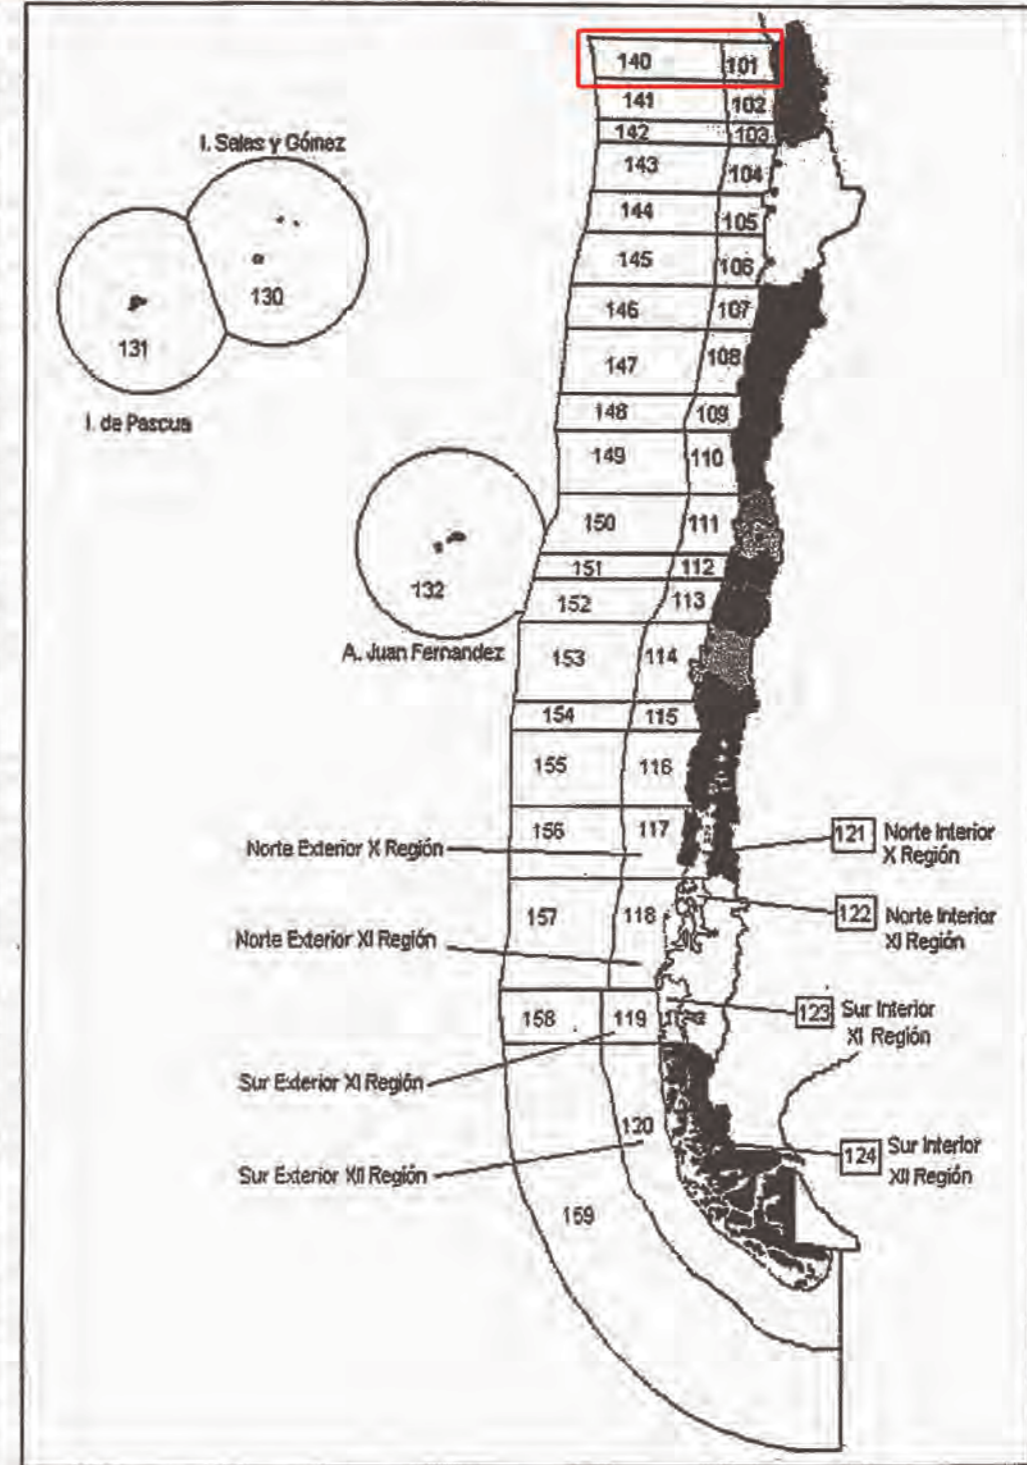 140 101
141 102
142 103
I. Salas y Gómez
143 104
144 105
145 106
130
146 107
131
147 108
I. de Pascua
148 109
149 110
150 111
151 112
132
152 113
A. Juan Fernandez
153 114
154 115
155 116
156 117
Norte Exterior X Región
121 Norte Interior
X Región
157 118
122 Norte Interior
XI Región
Norte Exterior XI Región
158 119
123 Sur Interior
XI Región
Sur Exterior XI Región
120
124 Sur Interior
XII Región
Sur Exterior XII Región
159